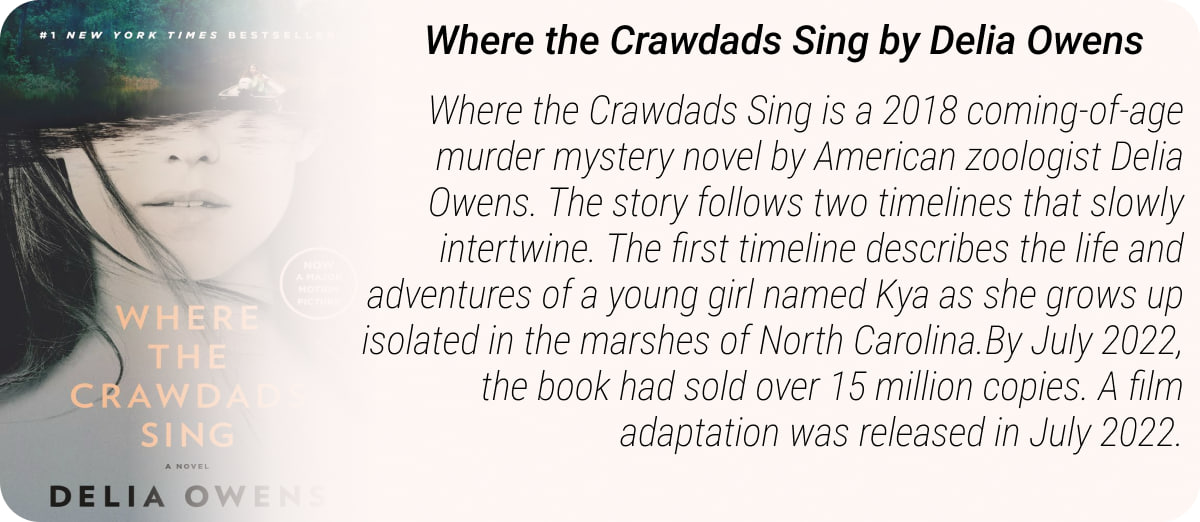 #1 NEW YORK TIMES BESTSELLER
NOW
A MAJOR
MOTION
PICTURE
WHERE
THE
CRAWDADS
SING
A NOVEL
DELIA OWENS
Where the Crawdads Sing by Delia Owens
Where the Crawdads Sing is a 2018 coming-of-age
murder mystery novel by American zoologist Delia
Owens. The story follows two timelines that slowly
intertwine. The first timeline describes the life and
adventures of a young girl named Kya as she grows up
isolated in the marshes of North Carolina.By July 2022,
the book had sold over 15 million copies. A film
adaptation was released in July 2022.